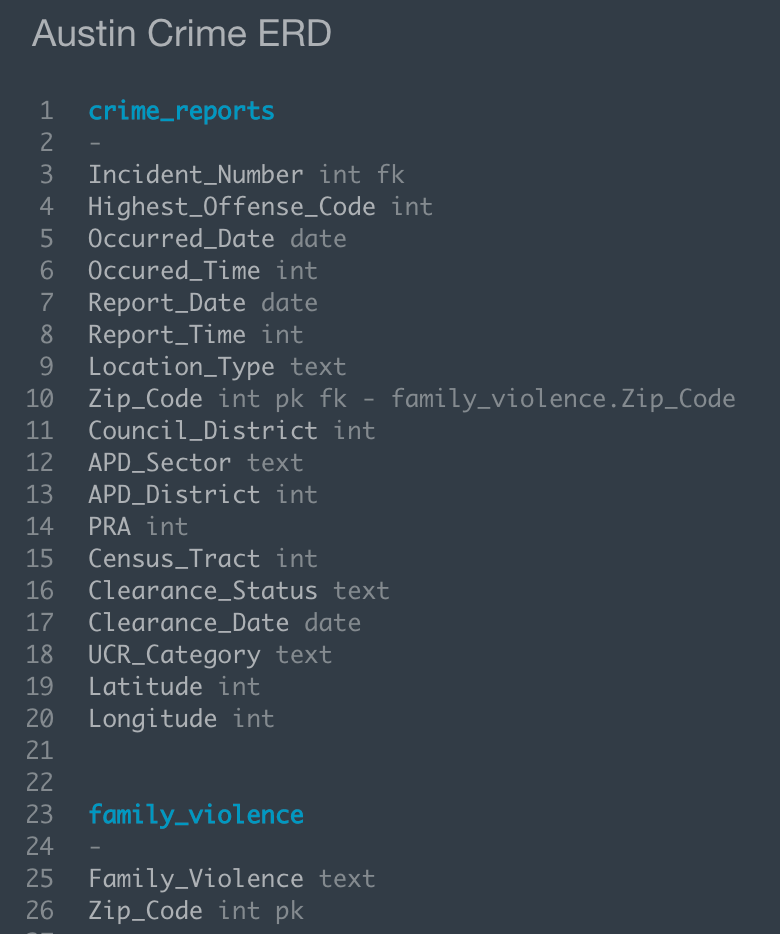 Austin Crime ERD
1 crime_reports
2 -
3 Incident_Number int fk
4 Highest_Offense_Code int
5 Occurred_Date date
6 Occured_Time int
7 Report_Date date
8 Report_Time int
9 Location_Type text
10 Zip_Code int pk fk - family_violence.Zip_Code
11 Council_District int
12 APD_Sector text
13 APD_District int
14 PRA int
15 Census_Tract int
16 Clearance_Status text
17 Clearance_Date date
18 UCR_Category text
19 Latitude int
20 Longitude int
21
22
23 family_violence
24 -
25 Family_Violence text
26 Zip_Code int pk